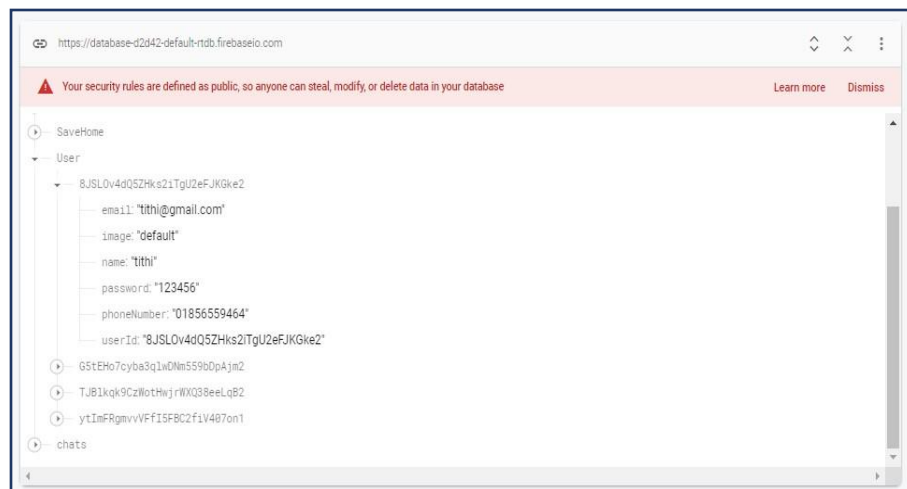 https://database-d2d42-default-rtdb.firebaseio.com
Your security rules are defined as public, so anyone can steal, modify, or delete data in your database Learn more Dismiss
SaveHome
User
8JSLOv4dQ5ZHks2iTgU2eFJKGke2
email: "tithi@gmail.com"
image: "default"
name: "tithi"
password: "123456"
phoneNumber: "01856559464"
userId: "8JSLOv4dQ5ZHks2iTgU2eFJKGke2"
G5tEHo7cyba3qlwDNm559bDpAjm2
TJBlkqk9CzWotHwjrWXQ38eeLqB2
ytImFRgmvvVFfI5FBC2fiV407on1
chats